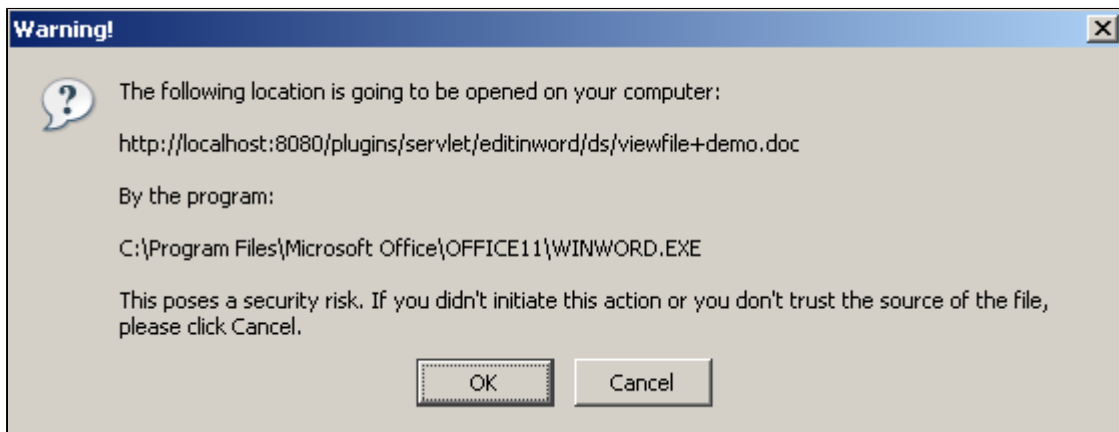 Warning!
The following location is going to be opened on your computer:
http://localhost:8080/plugins/servlet/editinword/ds/viewfile+demo.doc
By the program:
C:\Program Files\Microsoft Office\OFFICE11\WINWORD.EXE
This poses a security risk. If you didn't initiate this action or you don't trust the source of the file,
please click Cancel.
OK
Cancel